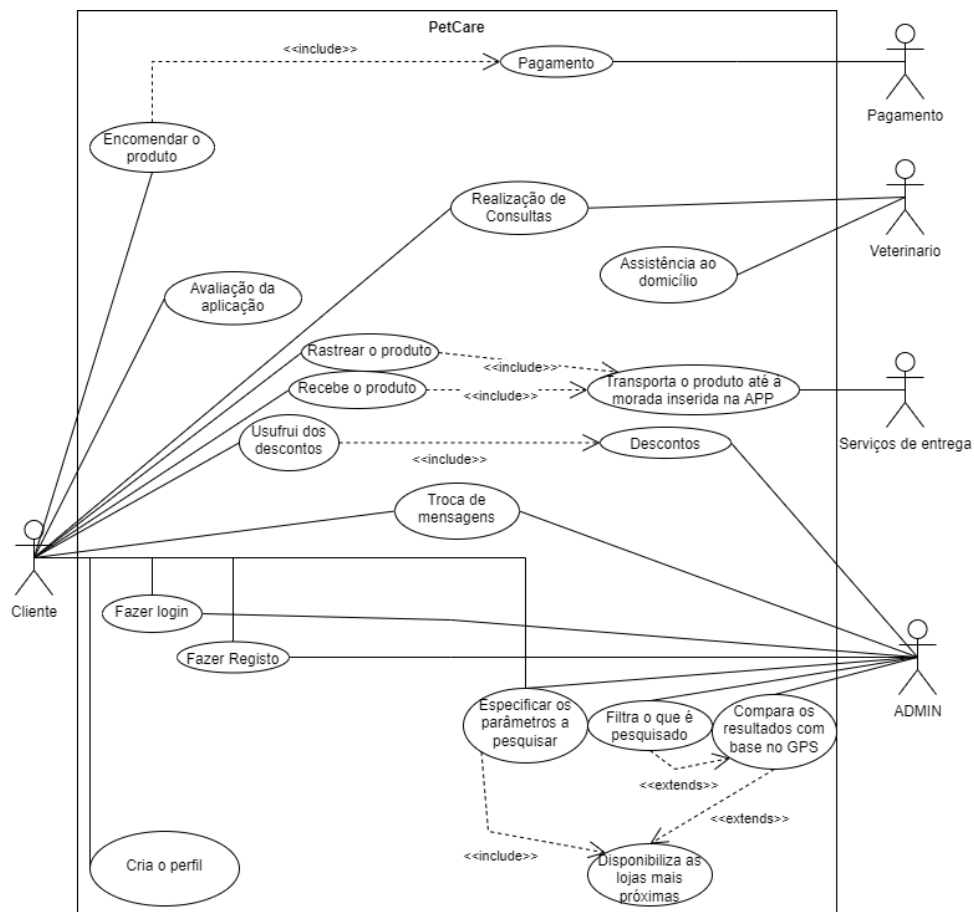 PetCare
<<include>>
Pagamento
Pagamento
Encomendar o
produto
Realização de
Consultas
Veterinario
Assistência ao
domicílio
Avaliação da
aplicação
Rastrear o produto
<<include>>
Recebe o produto
<<include>>
Transporta o produto até a
morada inserida na APP
Serviços de entrega
Usufrui dos
descontos
<<include>>
Descontos
Troca de
mensagens
Cliente
Fazer login
Fazer Registo
ADMIN
Especificar os
parâmetros a
pesquisar
Filtra o que é
pesquisado
Compara os
resultados com
base no GPS
<<extends>>
<<extends>>
<<include>>
Disponibiliza as
lojas mais
próximas
Cria o perfil